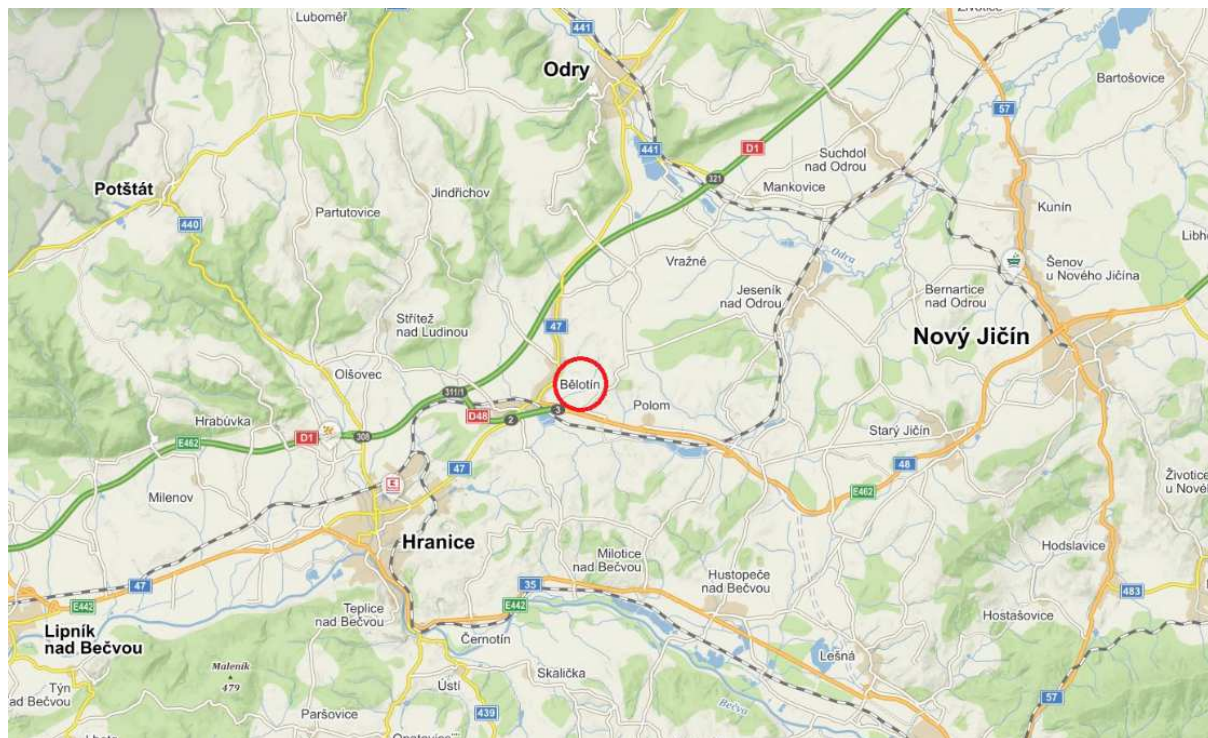 Luboměř
441
Životice
Odry
57
Bartošovice
D1
441
Suchdol
nad Odrou
Potštát
Jindřichov
321
Mankovice
Partutovice
Kunín
440
Odra
Vražné
Šenov
u Nového Jičína
Jeseník
nad Odrou
Bernartice
nad Odrou
Střítež
nad Ludinou
47
Nový Jičín
Olšovec
Bělotín
311/1
Polom
3
Hrabůvka
D48
2
Starý Jičín
E462
D1
308
47
48
E462
Milenov
Hranice
Milotice
nad Bečvou
Hodslavice
Hustopeče
nad Bečvou
47
35
483
E442
Teplice
nad Bečvou
E442
Hostašovice
Lipník
nad Bečvou
Černotín
Lešná
Maleník
479
Skalička
Týn
Ústí
57
439
Bečva
Paršovice